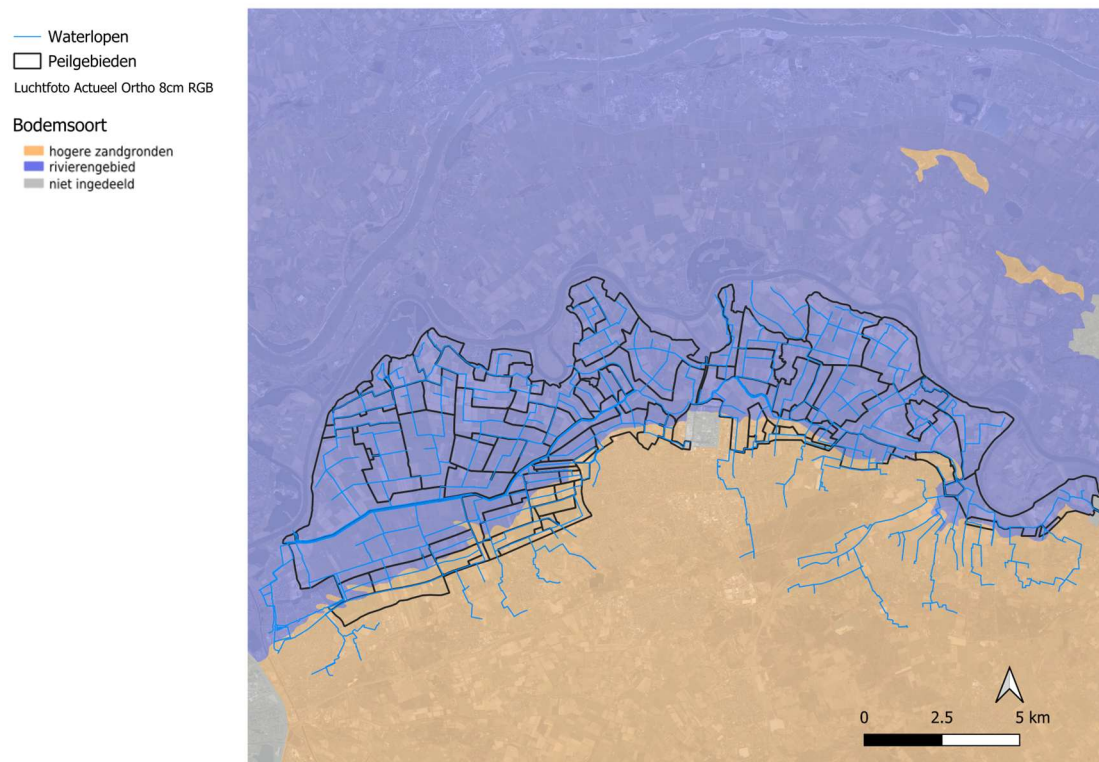 Waterlopen
Peilgebieden
Luchtfoto Actueel Ortho 8cm RGB
Bodemsoort
hogere zandgronden
rivierengebied
niet ingedeeld
0 2.5 5 km